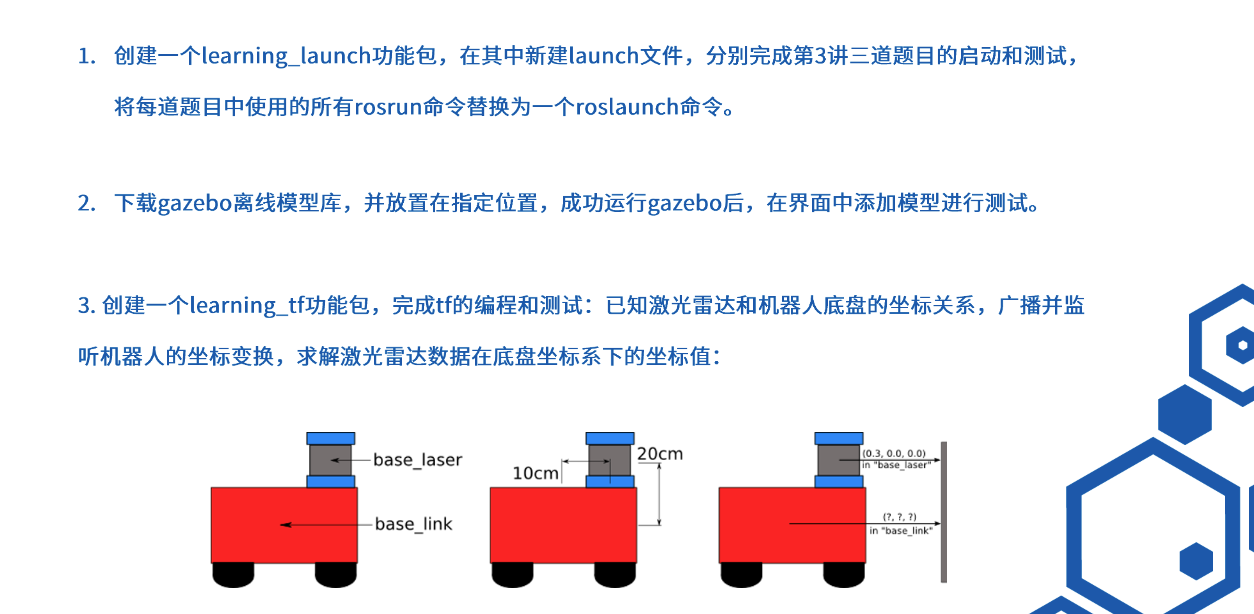 1. 创建一个learning_launch功能包，在其中新建launch文件，分别完成第3讲三道题目的启动和测试，
将每道题目中使用的所有rosrun命令替换为一个roslaunch命令。
2. 下载gazebo离线模型库，并放置在指定位置，成功运行gazebo后，在界面中添加模型进行测试。
3. 创建一个learning_tf功能包，完成tf的编程和测试：已知激光雷达和机器人底盘的坐标关系，广播并监
听机器人的坐标变换，求解激光雷达数据在底盘坐标系下的坐标值：
base_laser
base_link
10cm
20cm
(0.3, 0.0, 0.0)
in "base_laser"
(?, ?, ?)
in "base_link"